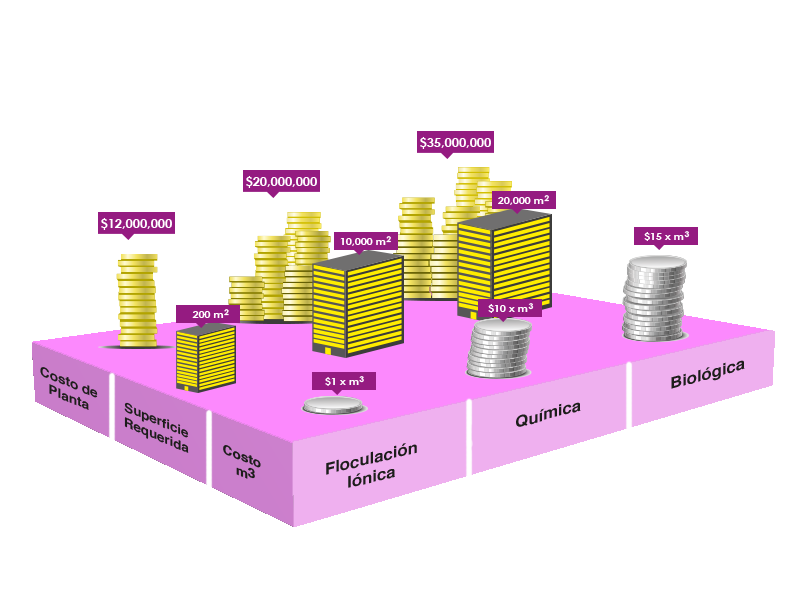 $35,000,000
$20,000,000
20,000 m²
$12,000,000
10,000 m²
$15 x m³
200 m²
$10 x m³
$1 x m³
Costo de
Planta
Superficie
Requerida
Costo
m3
Floculación
Iónica
Química
Biológica